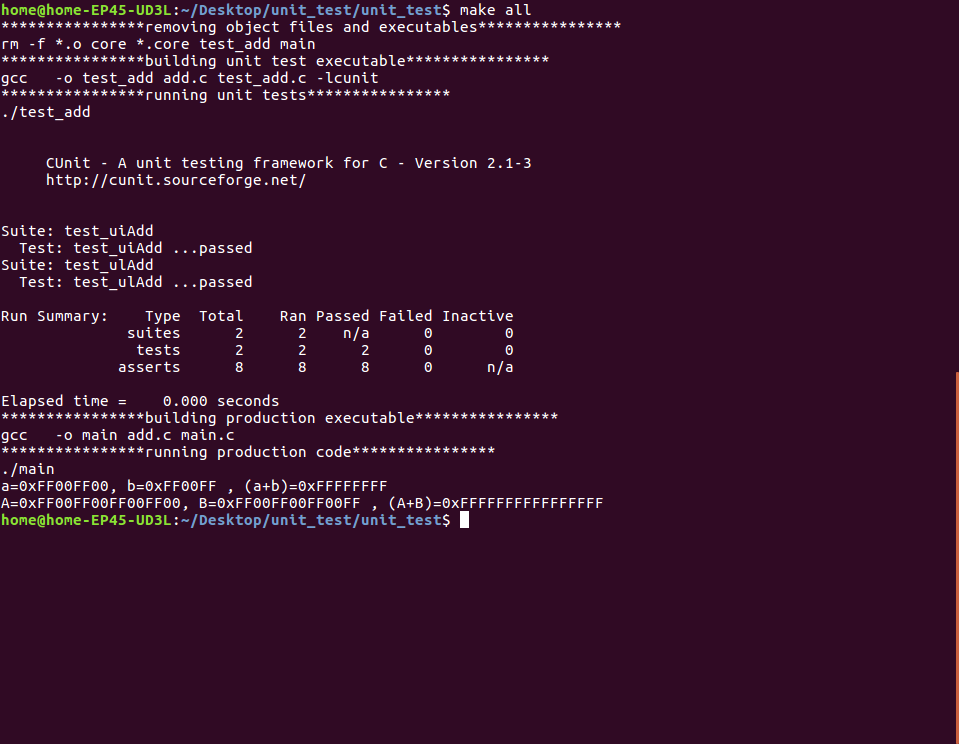 home@home-EP45-UD3L:~/Desktop/unit_test/unit_test$ make all
****************removing object files and executables****************
rm -f *.o core *.core test_add main
****************building unit test executable****************
gcc   -o test_add add.c test_add.c -lcunit
****************running unit tests****************
./test_add
     CUnit - A unit testing framework for C - Version 2.1-3
     http://cunit.sourceforge.net/
Suite: test_uiAdd
  Test: test_uiAdd ...passed
Suite: test_ulAdd
  Test: test_ulAdd ...passed
Run Summary:    Type  Total    Ran Passed Failed Inactive
              suites      2      2    n/a      0        0
               tests      2      2      2      0        0
             asserts      8      8      8      0      n/a
Elapsed time =    0.000 seconds
****************building production executable****************
gcc   -o main add.c main.c
****************running production code****************
./main
a=0xFF00FF00, b=0xFF00FF , (a+b)=0xFFFFFFFF
A=0xFF00FF00FF00FF00, B=0xFF00FF00FF00FF , (A+B)=0xFFFFFFFFFFFFFFFF
home@home-EP45-UD3L:~/Desktop/unit_test/unit_test$